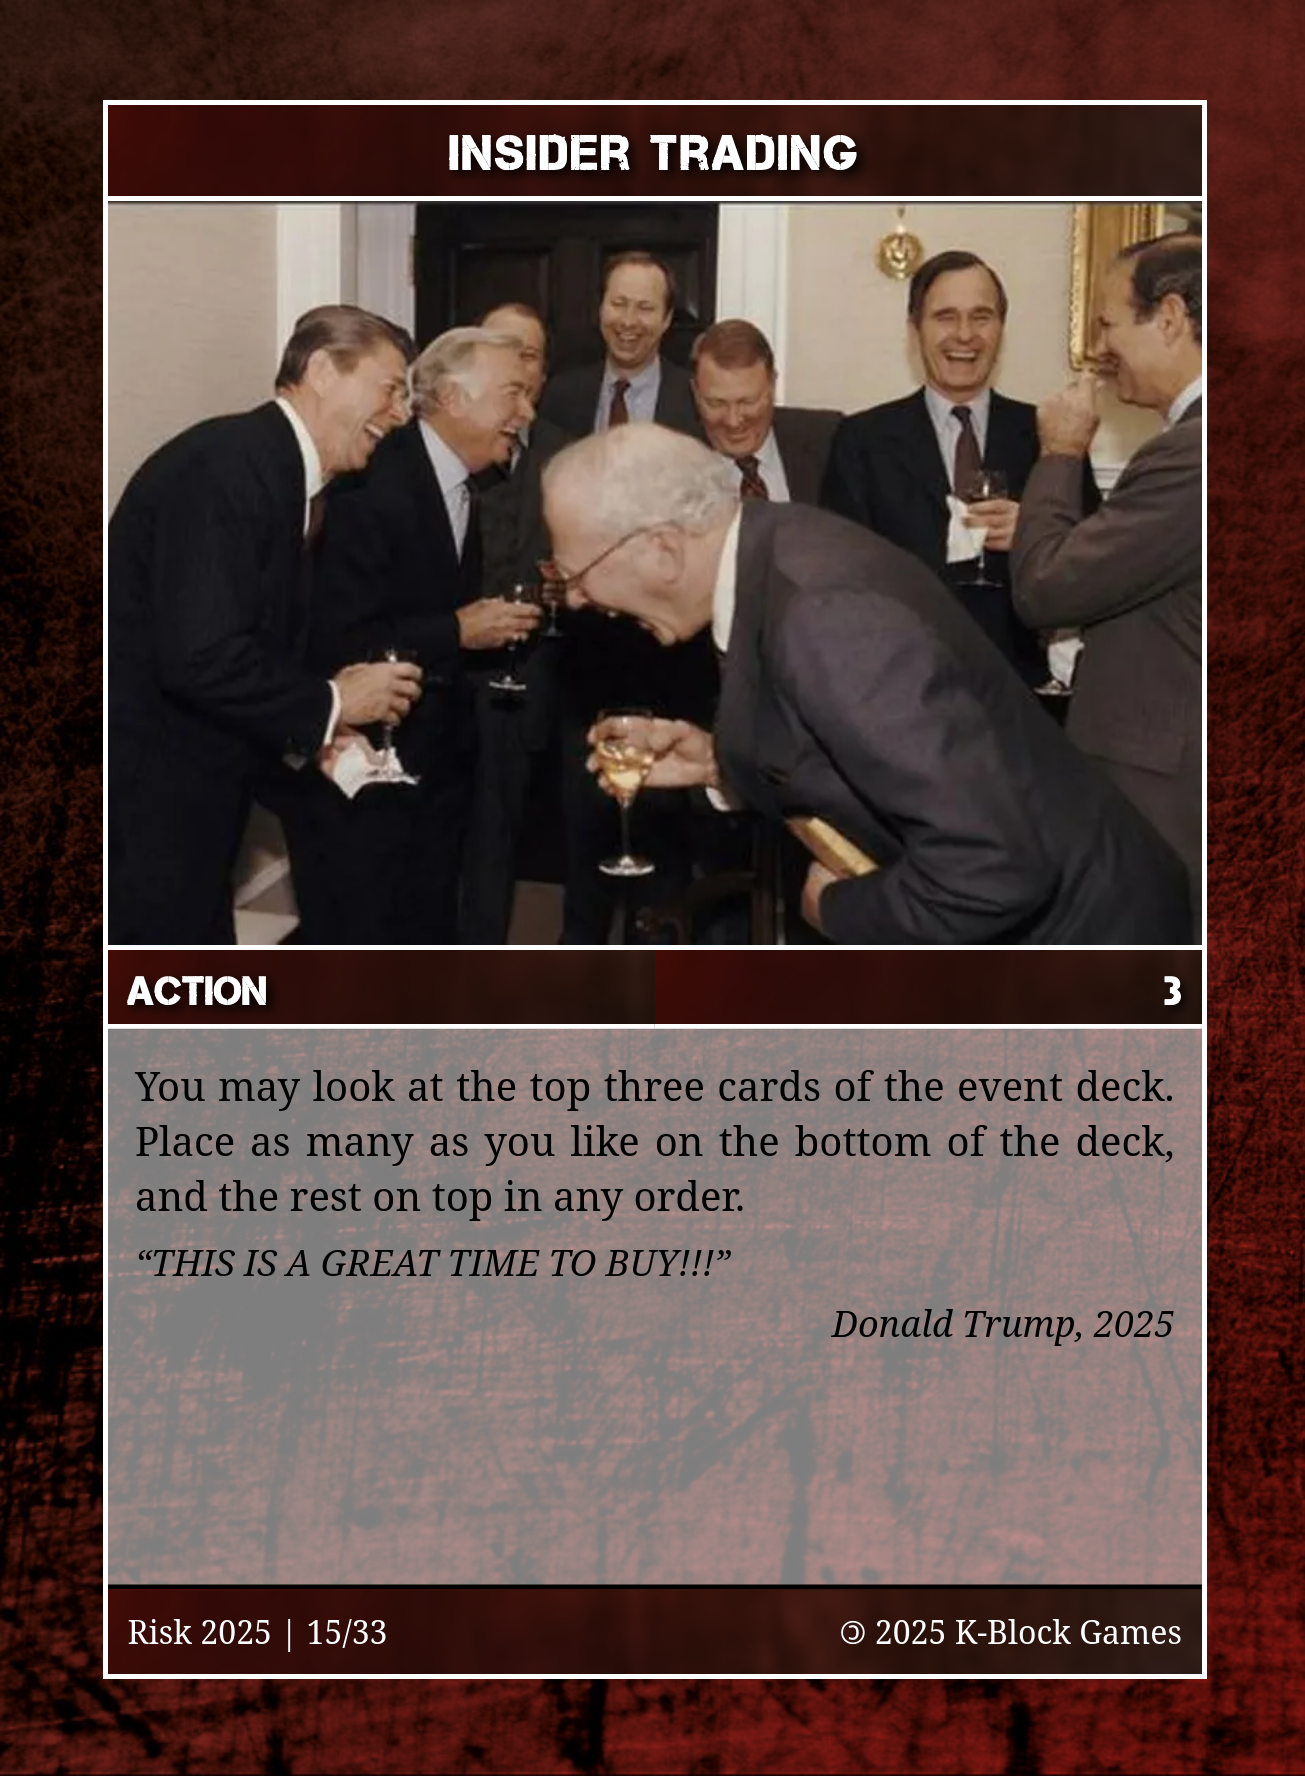 INSIDER TRADING
ACTION
3
You may look at the top three cards of the event deck.
Place as many as you like on the bottom of the deck,
and the rest on top in any order.
“THIS IS A GREAT TIME TO BUY!!!”
Donald Trump, 2025
Risk 2025 | 15/33
🄯 2025 K-Block Games